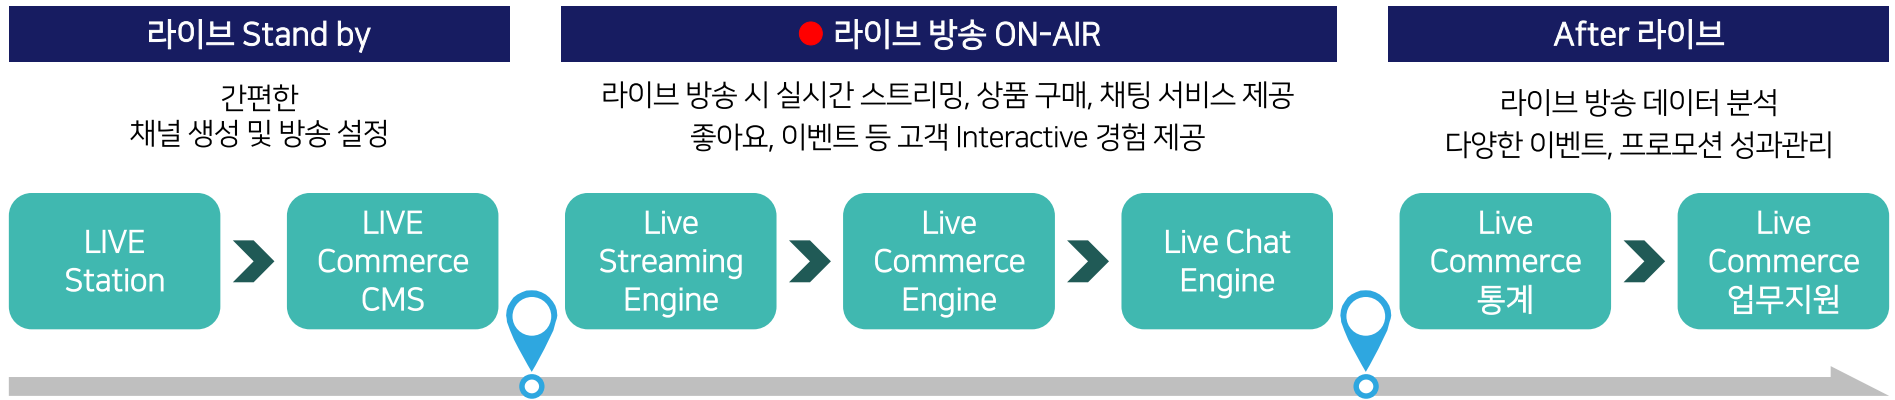 라이브 Stand by
간편한
채널 생성 및 방송 설정
라이브 방송 ON-AIR
라이브 방송 시 실시간 스트리밍, 상품 구매, 채팅 서비스 제공
좋아요, 이벤트 등 고객 Interactive 경험 제공
After 라이브
라이브 방송 데이터 분석
다양한 이벤트, 프로모션 성과관리
LIVE
Station
LIVE
Commerce
CMS
Live
Streaming
Engine
Live
Commerce
Engine
Live Chat
Engine
Live
Commerce
통계
Live
Commerce
업무지원